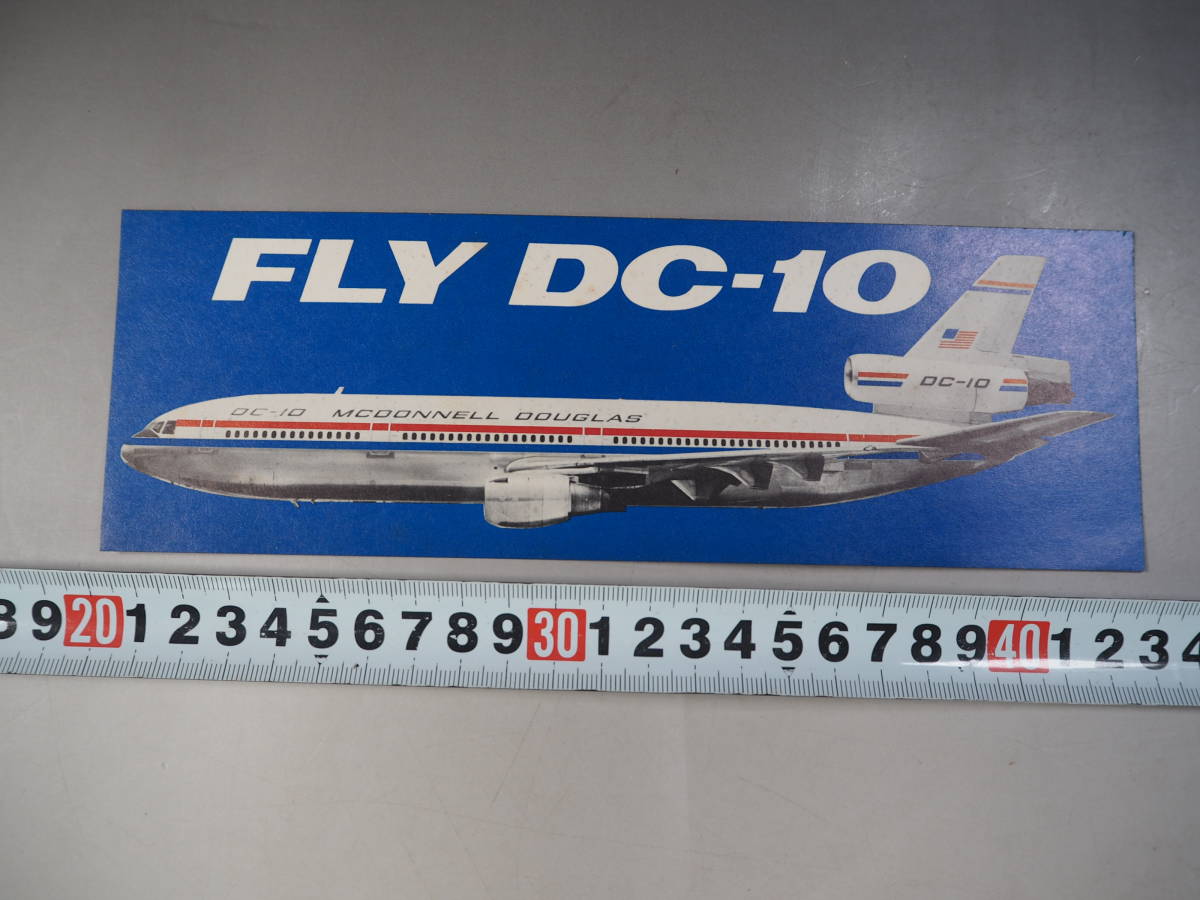 FLY DC-10
DC-10
DC-10 MCDONNELL DOUGLAS
8 9 20 1 2 3 4 5 6 7 8 9 30 1 2 3 4 5 6 7 8 9 40 1 2 3 4